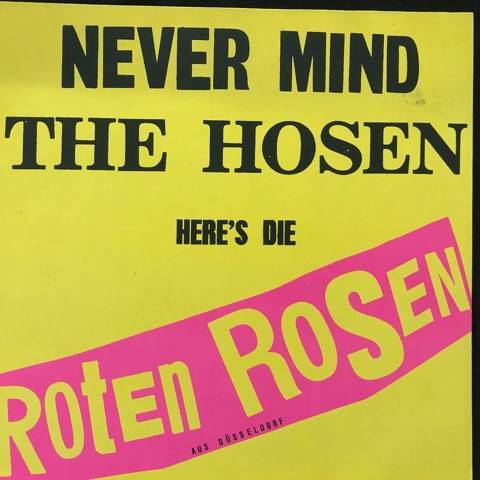 NEVER MIND
THE HOSEN
HERE'S DIE
ROtEn ROSEN
AUS DÜSSELDORF